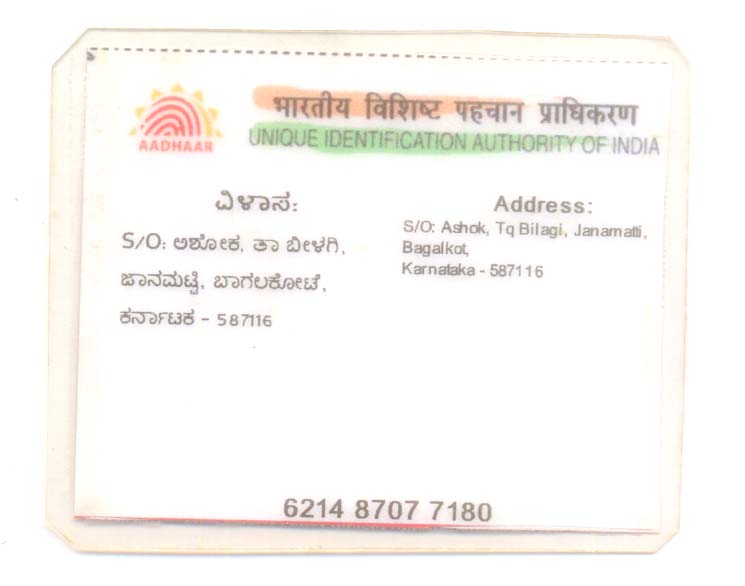 भारतीय विशिष्ट पहचान प्राधिकरण
AADHAAR
UNIQUE IDENTIFICATION AUTHORITY OF INDIA
ವಿಳಾಸ:
S/O: ಅಶೋಕ, ತಾ ಬೀಳಗಿ,
ಜಾನಮಟ್ಟಿ, ಬಾಗಲಕೋಟೆ,
ಕರ್ನಾಟಕ - 587116
Address:
S/O: Ashok, Tq Bilagi, Janamatti,
Bagalkot,
Karnataka - 587116
6214 8707 7180